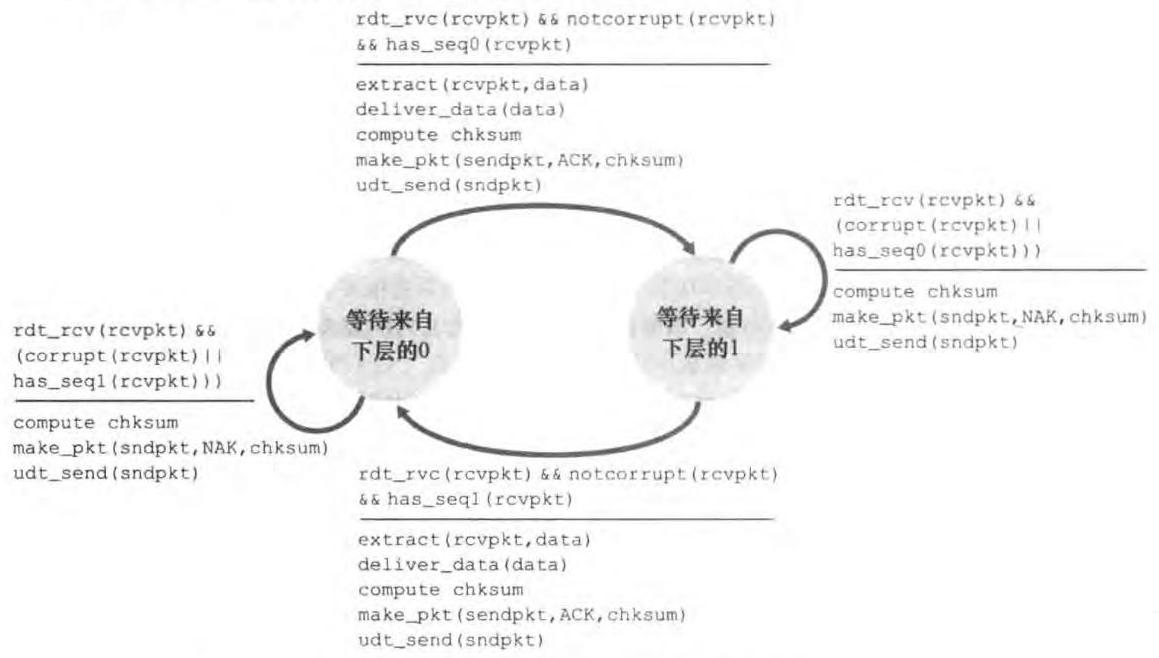 rdt_rvc(rcvpkt) && notcorrupt(rcvpkt)
&& has_seq0(rcvpkt)
extract(rcvpkt,data)
deliver_data(data)
compute chksum
make_pkt(sendpkt,ACK,chksum)
udt_send(sndpkt)
rdt_rcv(rcvpkt) &&
(corrupt(rcvpkt)||
has_seq0(rcvpkt)))
compute chksum
make_pkt(sndpkt,NAK,chksum)
udt_send(sndpkt)
等待来自
下层的0
等待来自
下层的1
rdt_rcv(rcvpkt) &&
(corrupt(rcvpkt)||
has_seq1(rcvpkt)))
compute chksum
make_pkt(sndpkt,NAK,chksum)
udt_send(sndpkt)
rdt_rvc(rcvpkt) && notcorrupt(rcvpkt)
&& has_seq1(rcvpkt)
extract(rcvpkt,data)
deliver_data(data)
compute chksum
make_pkt(sendpkt,ACK,chksum)
udt_send(sndpkt)